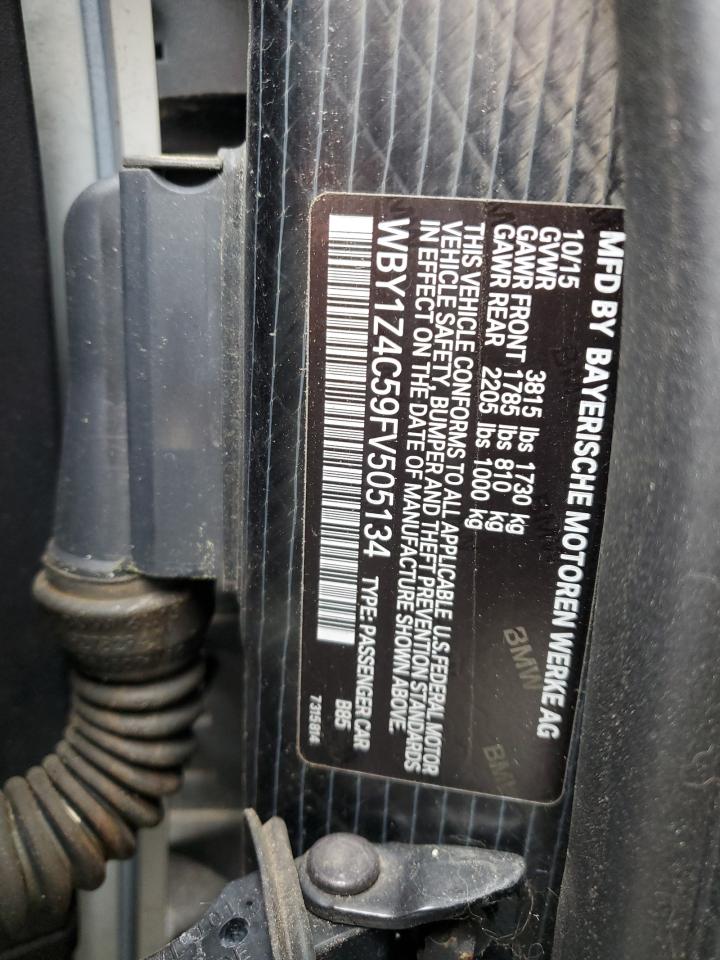 MFD BY BAYERISCHE MOTOREN WERKE AG
10/15
GVWR 3815 lbs 1730 kg
GAWR FRONT 1785 lbs 810 kg
GAWR REAR 2205 lbs 1000 kg
THIS VEHICLE CONFORMS TO ALL APPLICABLE U.S. FEDERAL MOTOR
VEHICLE SAFETY, BUMPER AND THEFT PREVENTION STANDARDS
IN EFFECT ON THE DATE OF MANUFACTURE SHOWN ABOVE.
WBY1Z4C59FV505134 TYPE: PASSENGER CAR
B85
7315814
BMW
BMW